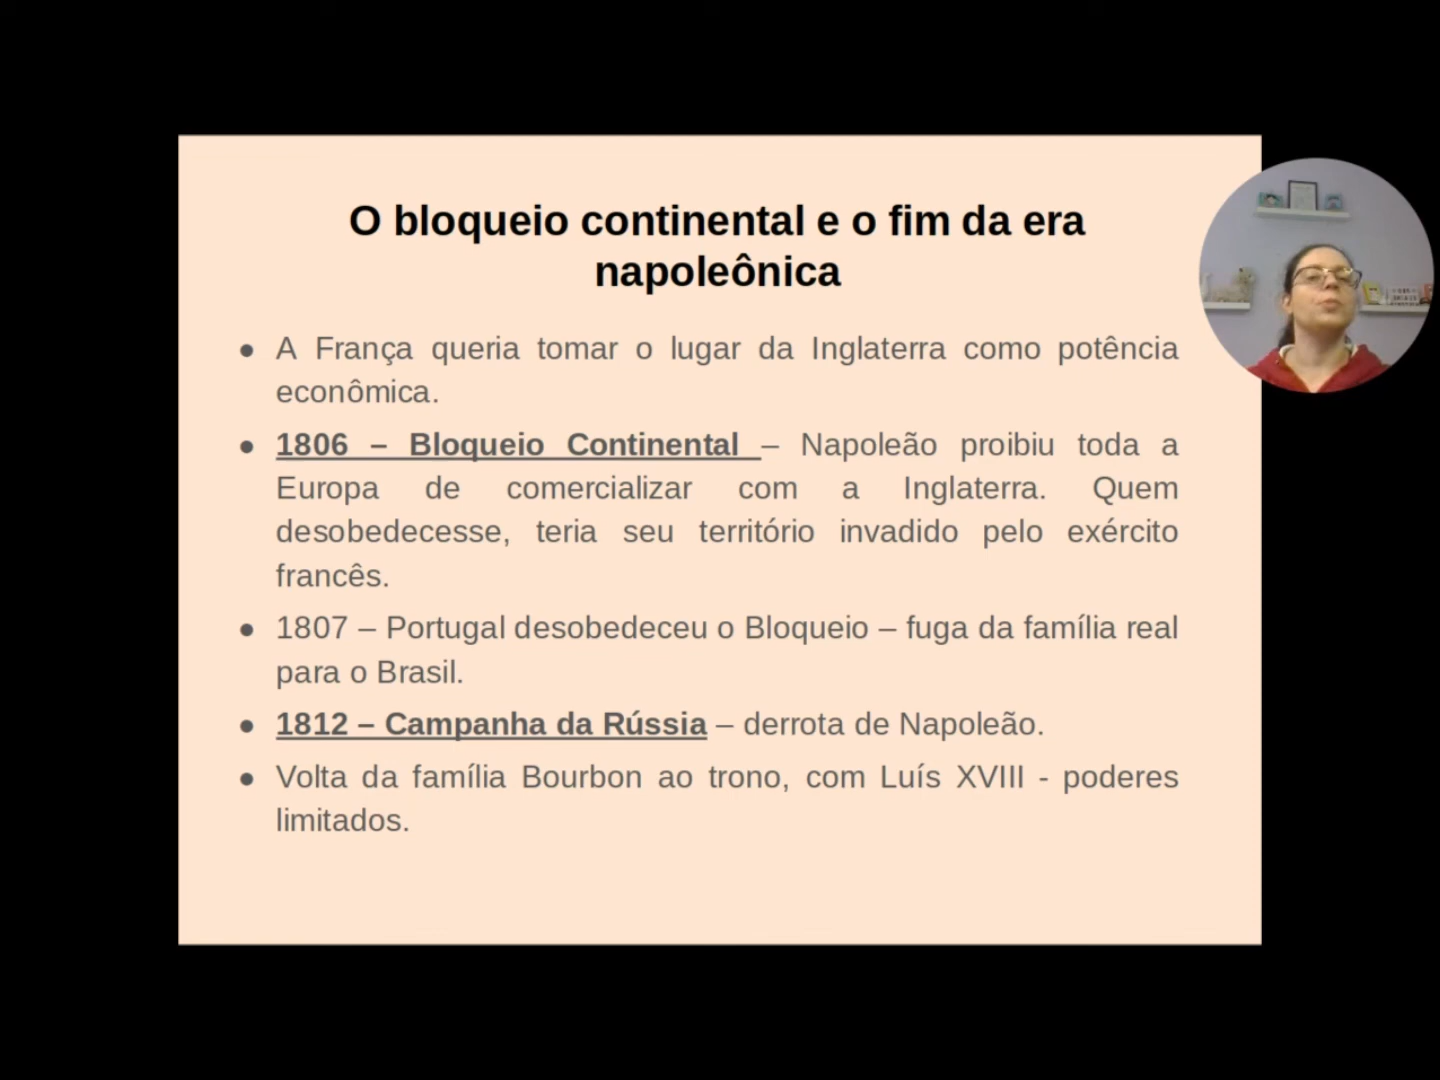 O bloqueio continental e o fim da era
napoleônica
● A França queria tomar o lugar da Inglaterra como potência
econômica.
● 1806 – Bloqueio Continental – Napoleão proibiu toda a
Europa de comercializar com a Inglaterra. Quem
desobedecesse, teria seu território invadido pelo exército
francês.
● 1807 – Portugal desobedeceu o Bloqueio – fuga da família real
para o Brasil.
● 1812 – Campanha da Rússia – derrota de Napoleão.
● Volta da família Bourbon ao trono, com Luís XVIII - poderes
limitados.